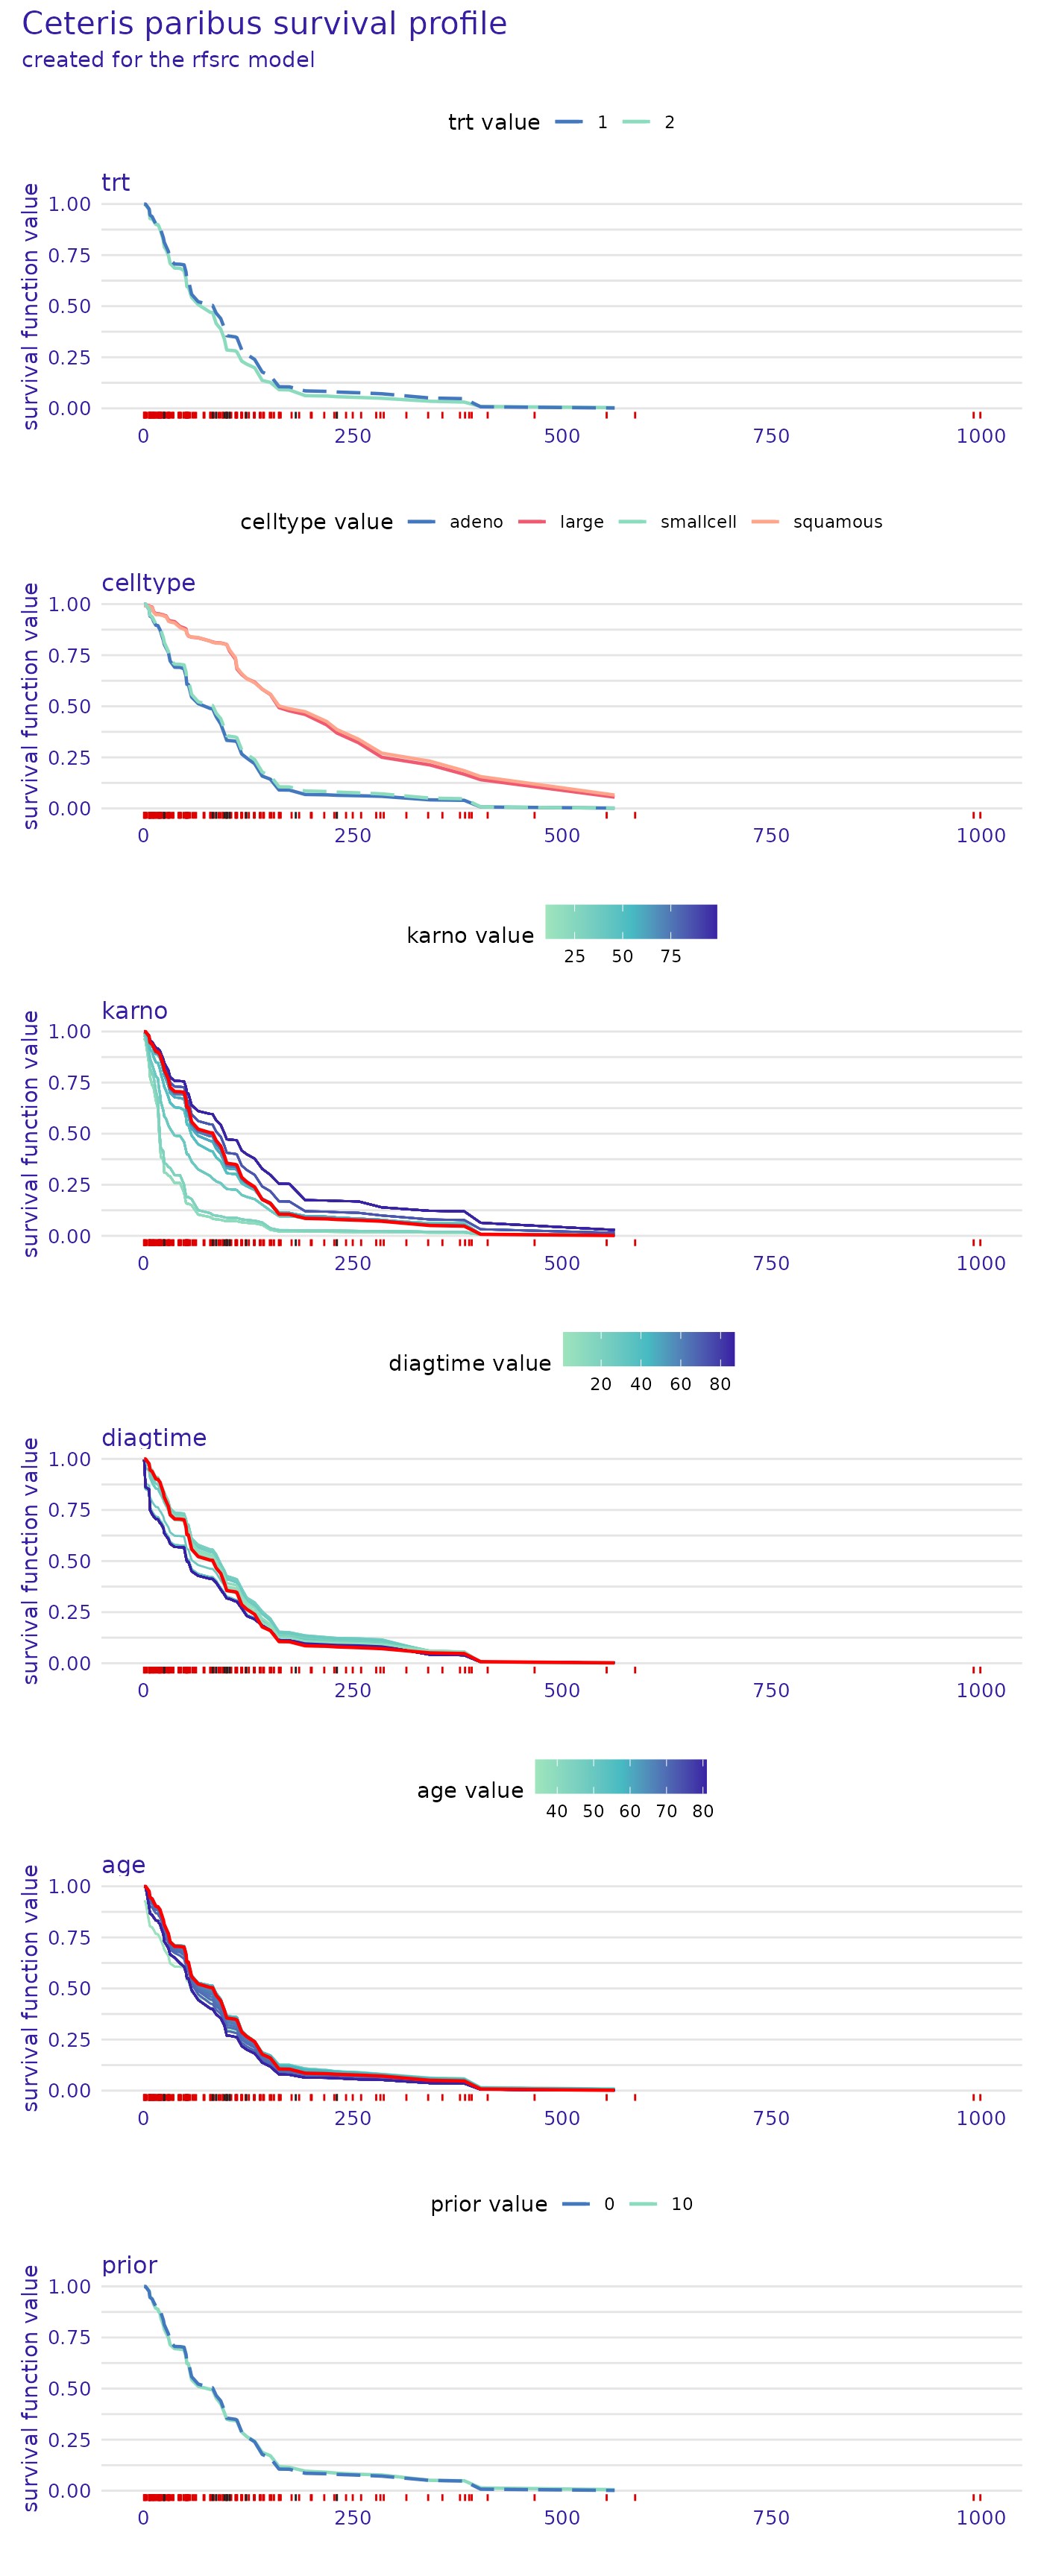 Ceteris paribus survival profile
created for the rfsrc model
trt value 1 2
trt
survival function value
1.00
0.75
0.50
0.25
0.00
0 250 500 750 1000
celltype value adeno large smallcell squamous
celltype
survival function value
1.00
0.75
0.50
0.25
0.00
0 250 500 750 1000
karno value
25 50 75
karno
survival function value
1.00
0.75
0.50
0.25
0.00
0 250 500 750 1000
diagtime value
20 40 60 80
diagtime
survival function value
1.00
0.75
0.50
0.25
0.00
0 250 500 750 1000
age value
40 50 60 70 80
age
survival function value
1.00
0.75
0.50
0.25
0.00
0 250 500 750 1000
prior value 0 10
prior
survival function value
1.00
0.75
0.50
0.25
0.00
0 250 500 750 1000